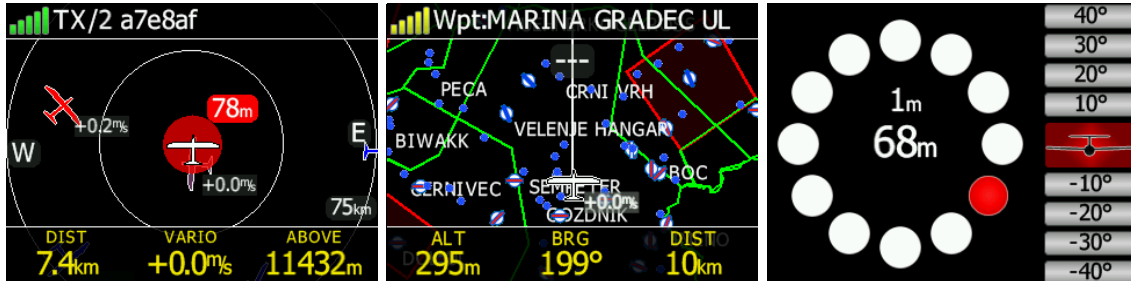 TX/2 a7e8af
78m
+0.2m/s
W
E
+0.0m/s
75km
DIST VARIO ABOVE
7.4km +0.0m/s 11432m
Wpt:MARINA GRADEC UL
---
PECA
CRNI VRH
VELENJE HANGAR
BIWAKK
BOC
CERNIVEC
SEMPETER
+0.0m/s
GOZDNIK
ALT BRG DIST
295m 199° 10km
1m
68m
40°
30°
20°
10°
-10°
-20°
-30°
-40°